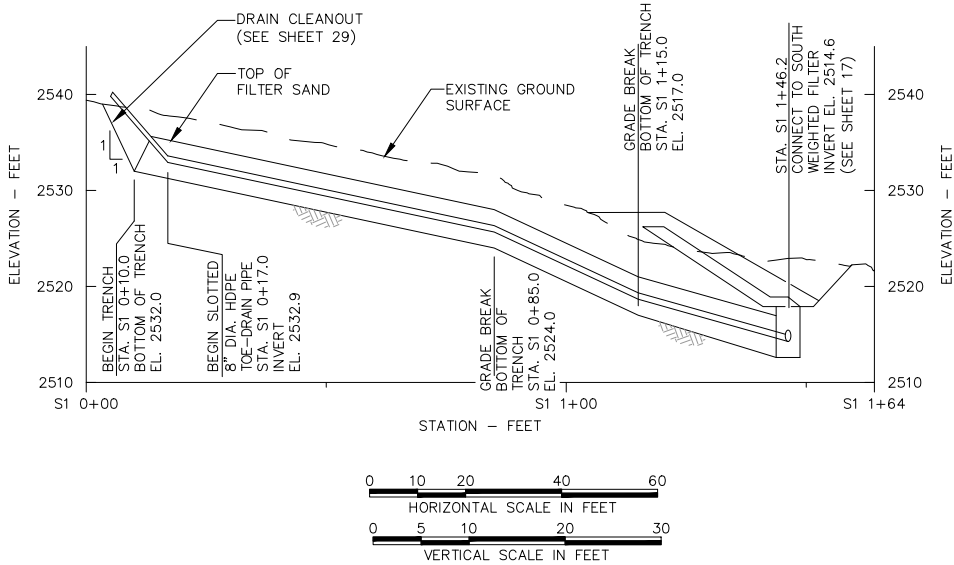 DRAIN CLEANOUT
(SEE SHEET 29)
TOP OF
FILTER SAND
EXISTING GROUND
SURFACE
GRADE BREAK
BOTTOM OF TRENCH
STA. S1 1+15.0
EL. 2517.0
STA. S1 1+46.2
CONNECT TO SOUTH
WEIGHTED FILTER
INVERT EL. 2514.6
(SEE SHEET 17)
2540
2530
2520
2510
ELEVATION - FEET
1
1
2540
2530
2520
2510
ELEVATION - FEET
BEGIN TRENCH
STA. S1 0+10.0
BOTTOM OF TRENCH
EL. 2532.0
BEGIN SLOTTED
8" DIA. HDPE
TOE-DRAIN PIPE
STA. S1 0+17.0
INVERT
EL. 2532.9
GRADE BREAK
BOTTOM OF
TRENCH
STA. S1 0+85.0
EL. 2524.0
S1 0+00
S1 1+00
S1 1+64
STATION - FEET
0 10 20 40 60
HORIZONTAL SCALE IN FEET
0 5 10 20 30
VERTICAL SCALE IN FEET